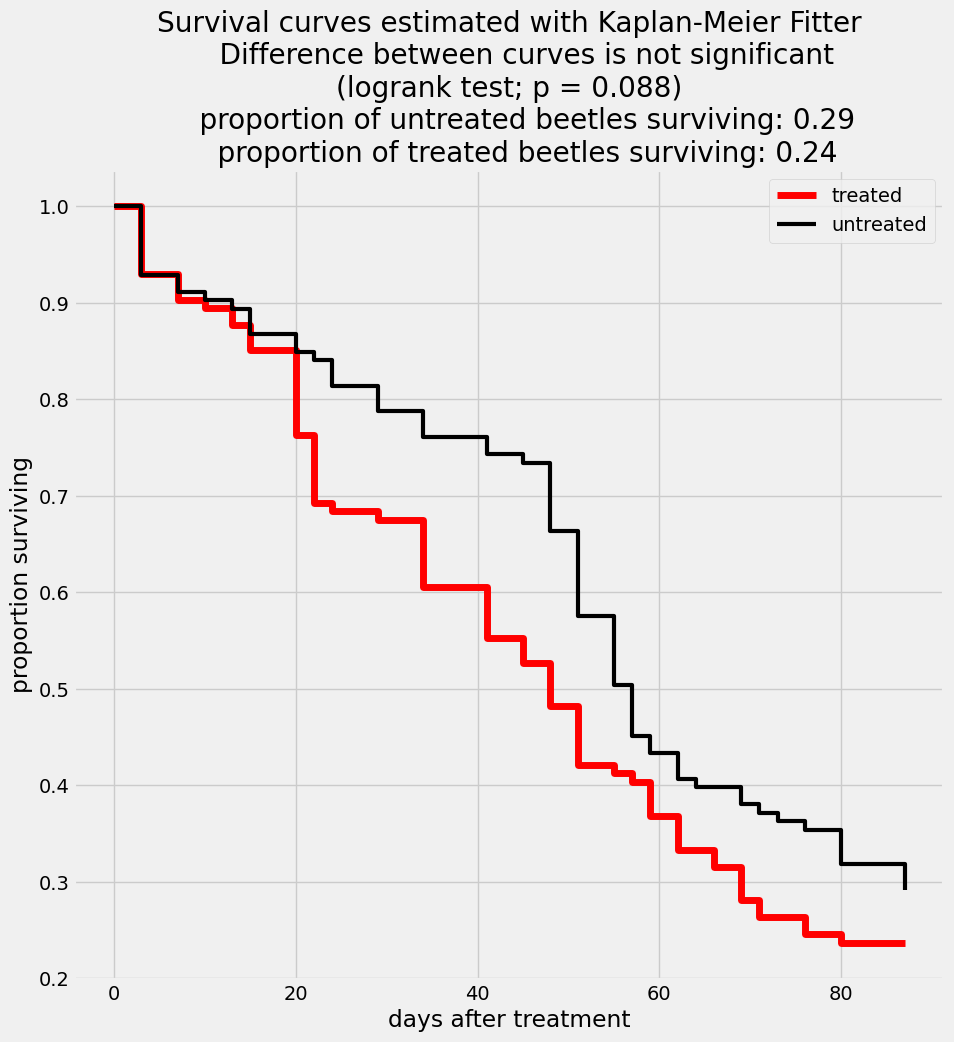 Survival curves estimated with Kaplan-Meier Fitter
Difference between curves is not significant
(logrank test; p = 0.088)
proportion of untreated beetles surviving: 0.29
proportion of treated beetles surviving: 0.24
treated
untreated
1.0
0.9
0.8
0.7
0.6
0.5
0.4
0.3
0.2
proportion surviving
0
20
40
60
80
days after treatment